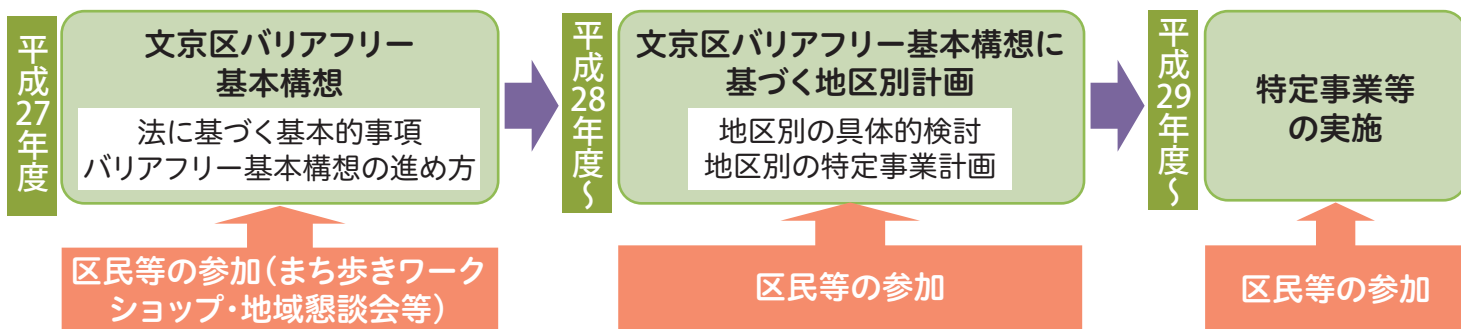 平成27年度
文京区バリアフリー
基本構想
法に基づく基本的事項
バリアフリー基本構想の進め方
区民等の参加(まち歩きワーク
ショップ・地域懇談会等)
平成28年度～
文京区バリアフリー基本構想に
基づく地区別計画
地区別の具体的検討
地区別の特定事業計画
区民等の参加
平成29年度～
特定事業等
の実施
区民等の参加